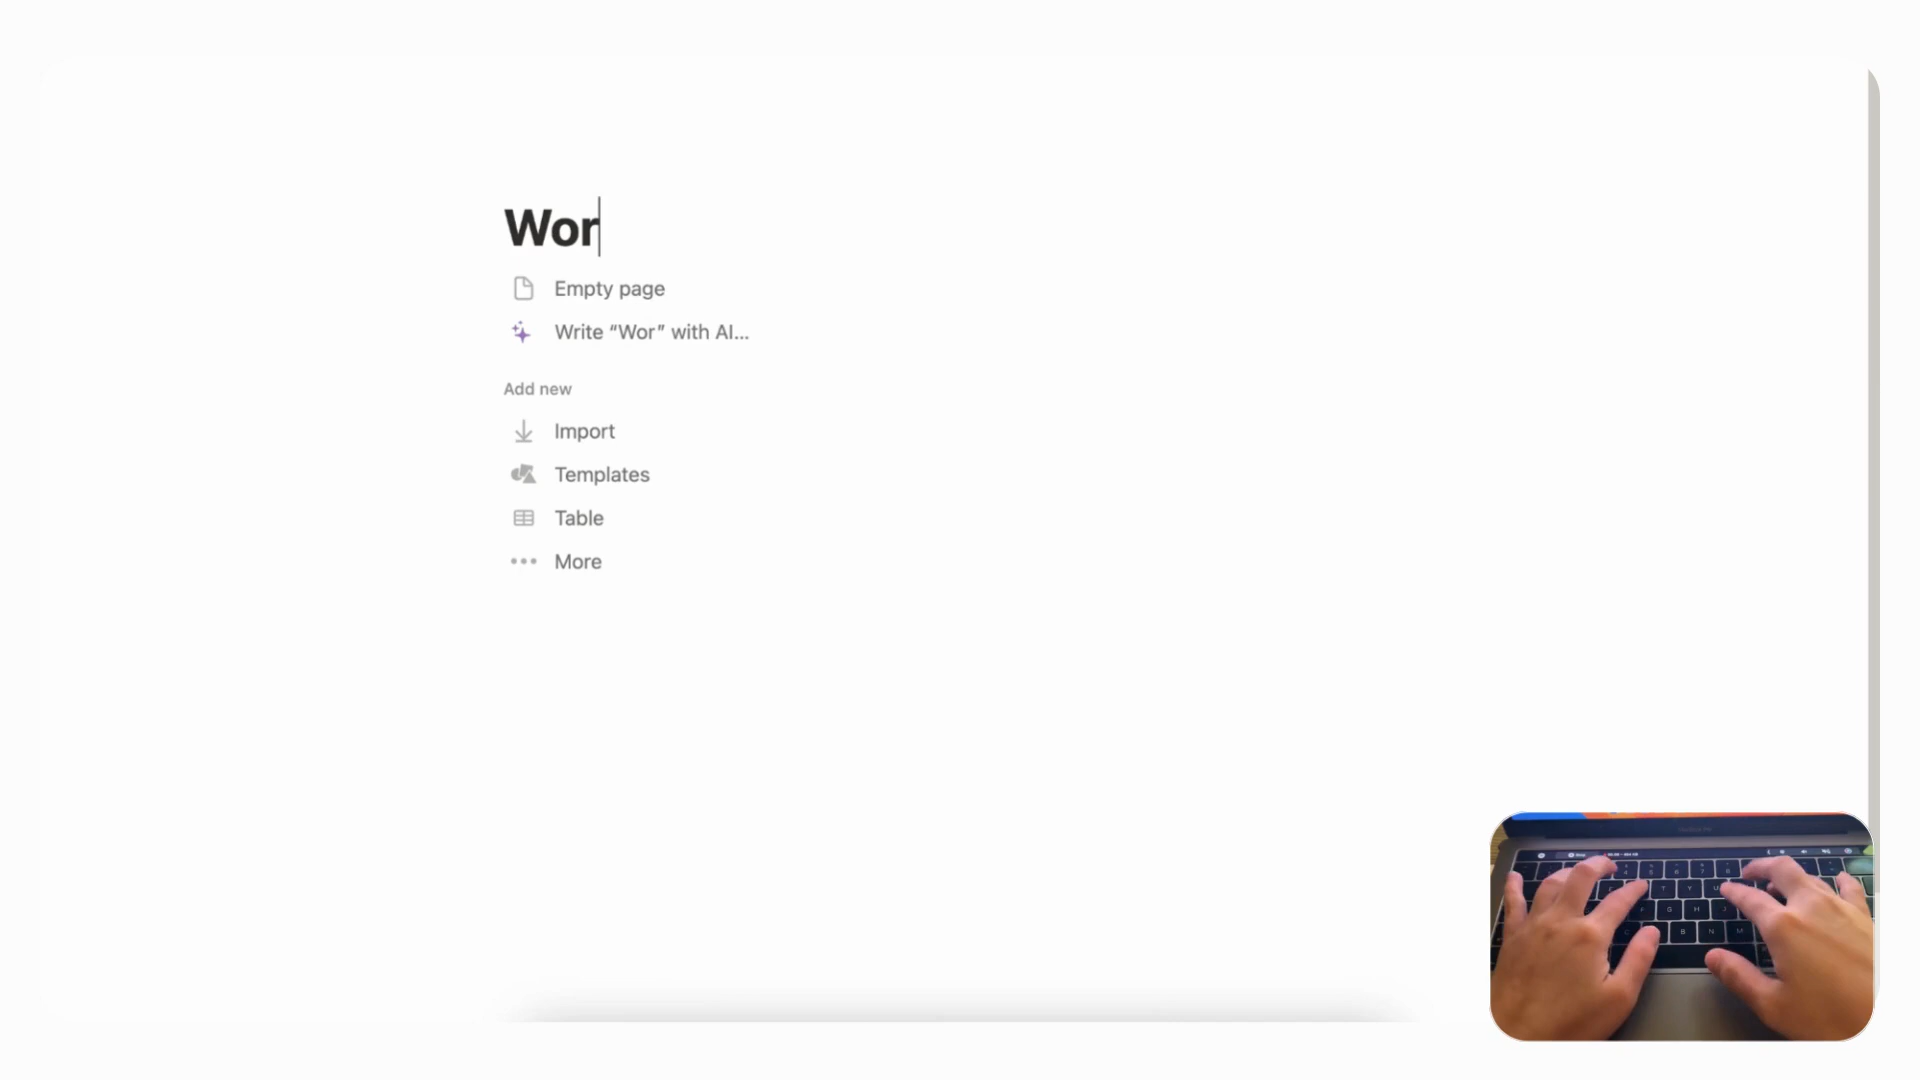 Wor
Empty page
Write “Wor” with AI...
Add new
Import
Templates
Table
More